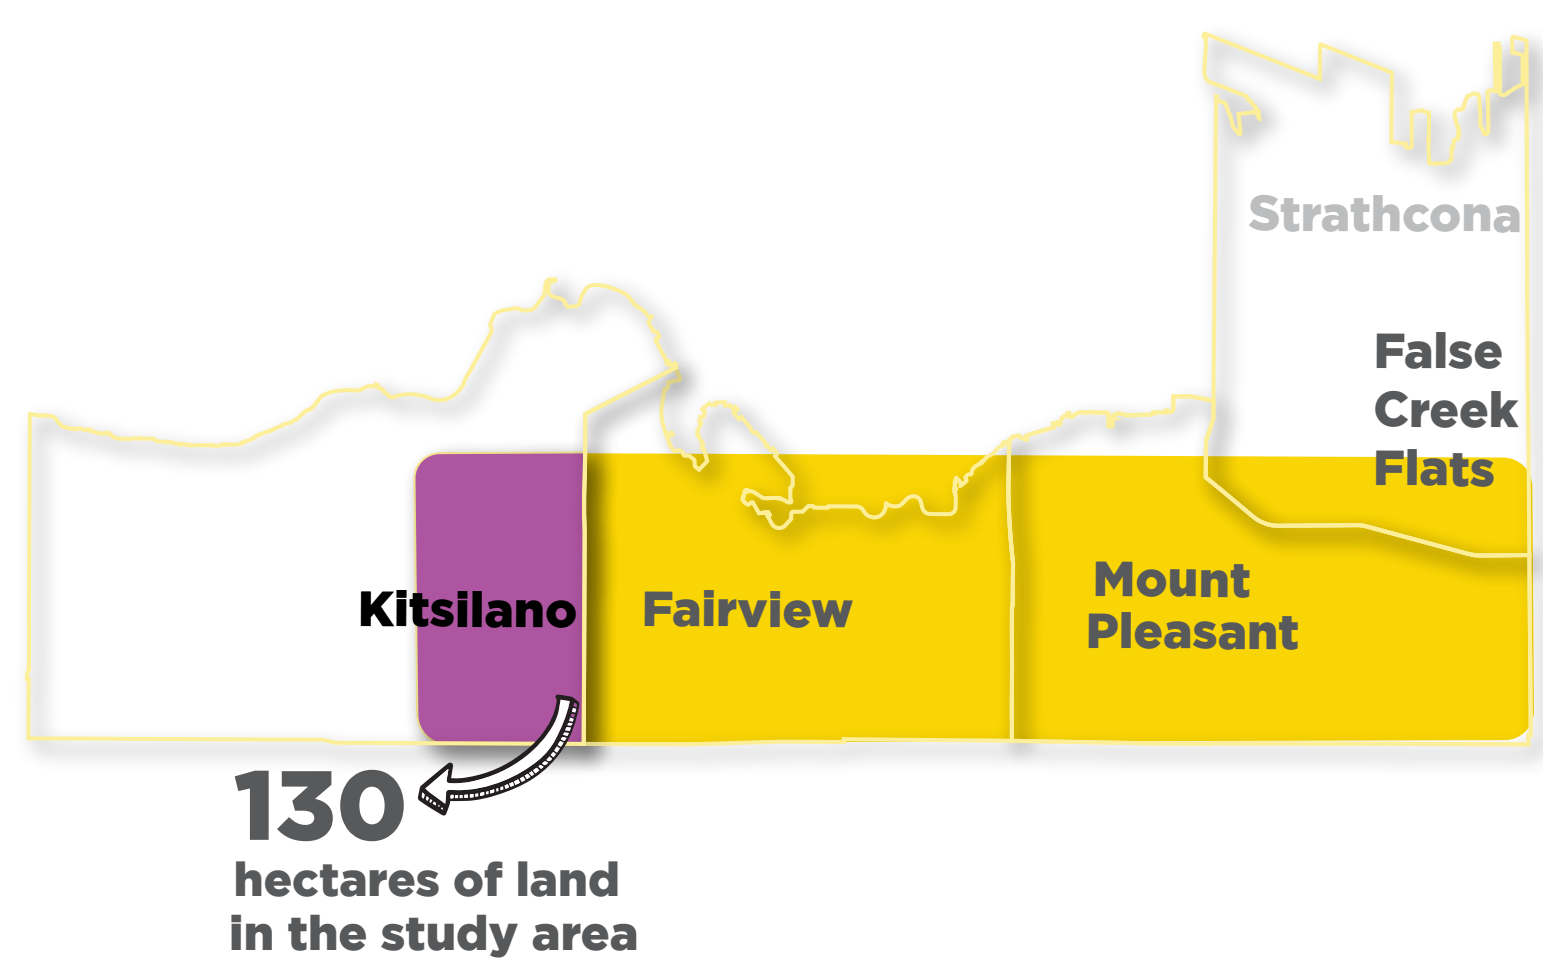 Strathcona
False
Creek
Flats
Kitsilano
Fairview
Mount
Pleasant
130
hectares of land
in the study area